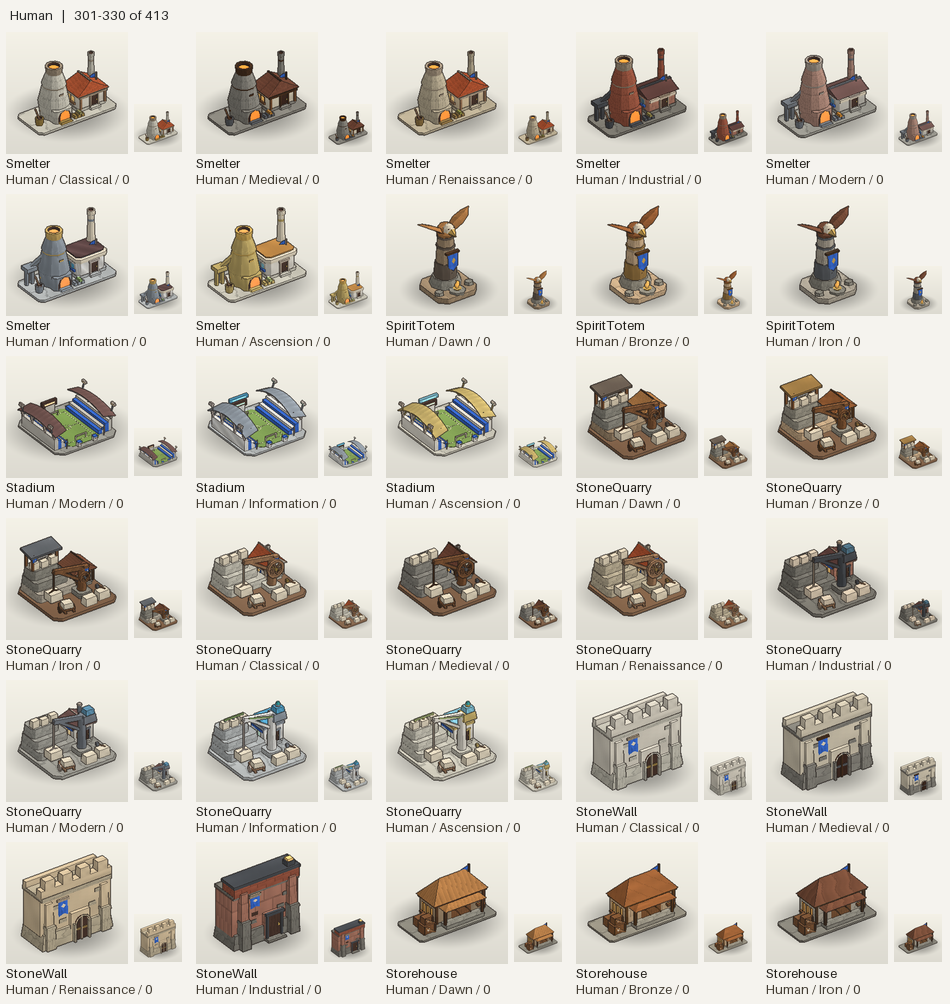 Human | 301-330 of 413
Smelter
Human / Classical / 0
Smelter
Human / Medieval / 0
Smelter
Human / Renaissance / 0
Smelter
Human / Industrial / 0
Smelter
Human / Modern / 0
Smelter
Human / Information / 0
Smelter
Human / Ascension / 0
SpiritTotem
Human / Dawn / 0
SpiritTotem
Human / Bronze / 0
SpiritTotem
Human / Iron / 0
Stadium
Human / Modern / 0
Stadium
Human / Information / 0
Stadium
Human / Ascension / 0
StoneQuarry
Human / Dawn / 0
StoneQuarry
Human / Bronze / 0
StoneQuarry
Human / Iron / 0
StoneQuarry
Human / Classical / 0
StoneQuarry
Human / Medieval / 0
StoneQuarry
Human / Renaissance / 0
StoneQuarry
Human / Industrial / 0
StoneQuarry
Human / Modern / 0
StoneQuarry
Human / Information / 0
StoneQuarry
Human / Ascension / 0
StoneWall
Human / Classical / 0
StoneWall
Human / Medieval / 0
StoneWall
Human / Renaissance / 0
StoneWall
Human / Industrial / 0
Storehouse
Human / Dawn / 0
Storehouse
Human / Bronze / 0
Storehouse
Human / Iron / 0